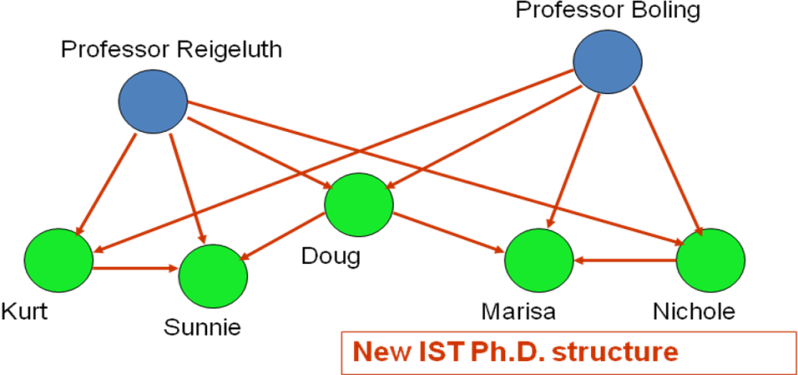 Professor Boling
Professor Reigeluth
Doug
Kurt
Sunnie
Marisa
Nichole
New IST Ph.D. structure